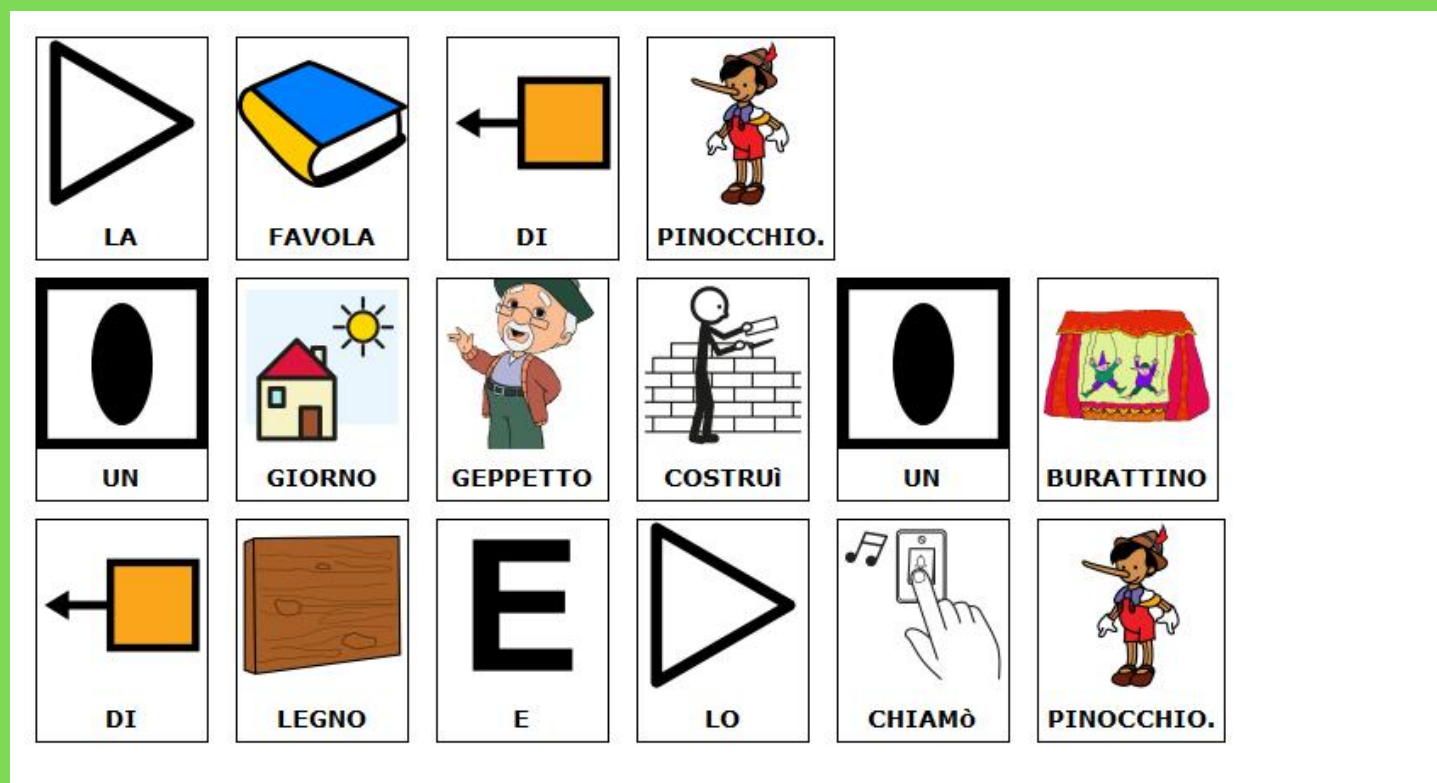 LA FAVOLA DI PINOCCHIO.
UN GIORNO GEPPETTO COSTRUì UN BURATTINO
DI LEGNO E LO CHIAMò PINOCCHIO.